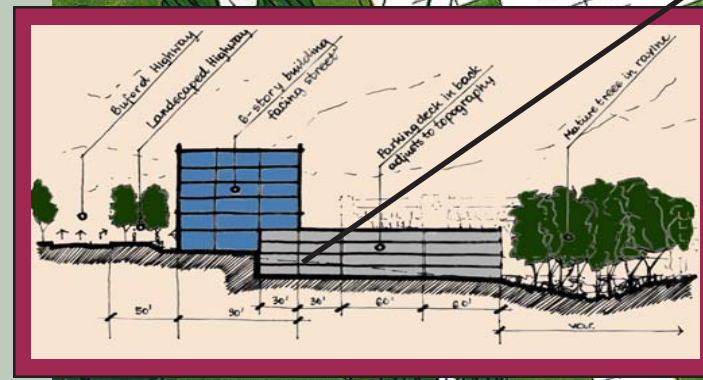 Buford Highway
Landscaped Highway
6-story building
facing street
Parking deck in back
adjusts to topography
Mature trees in ravine
50'
90'
30'
30'
60'
60'
var.